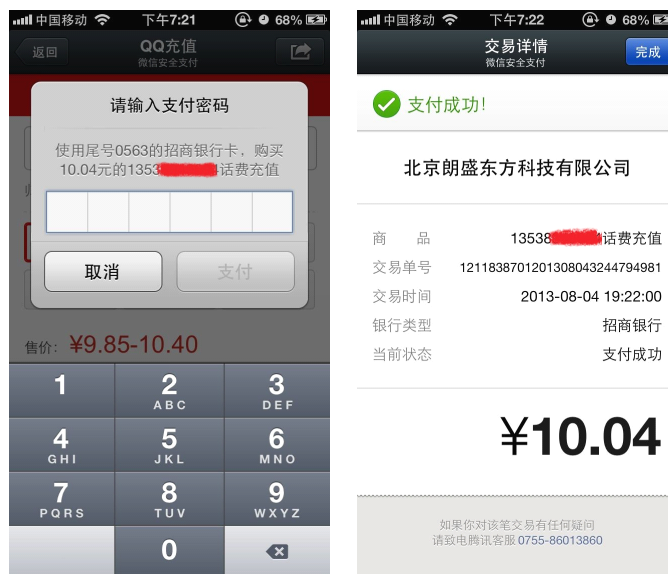 中国移动 下午7:21 68%
返回 QQ充值
微信安全支付
请输入支付密码
使用尾号0563的招商银行卡，购买
10.04元的1353 话费充值
取消 支付
售价: ¥9.85-10.40
1 2 3
ABC DEF
4 5 6
GHI JKL MNO
7 8 9
PQRS TUV WXYZ
0
中国移动 下午7:22 68%
交易详情 完成
微信安全支付
支付成功！
北京朗盛东方科技有限公司
商 品 13538 话费充值
交易单号 1211838701201308043244794981
交易时间 2013-08-04 19:22:00
银行类型 招商银行
当前状态 支付成功
¥10.04
如果你对该笔交易有任何疑问
请致电腾讯客服 0755-86013860